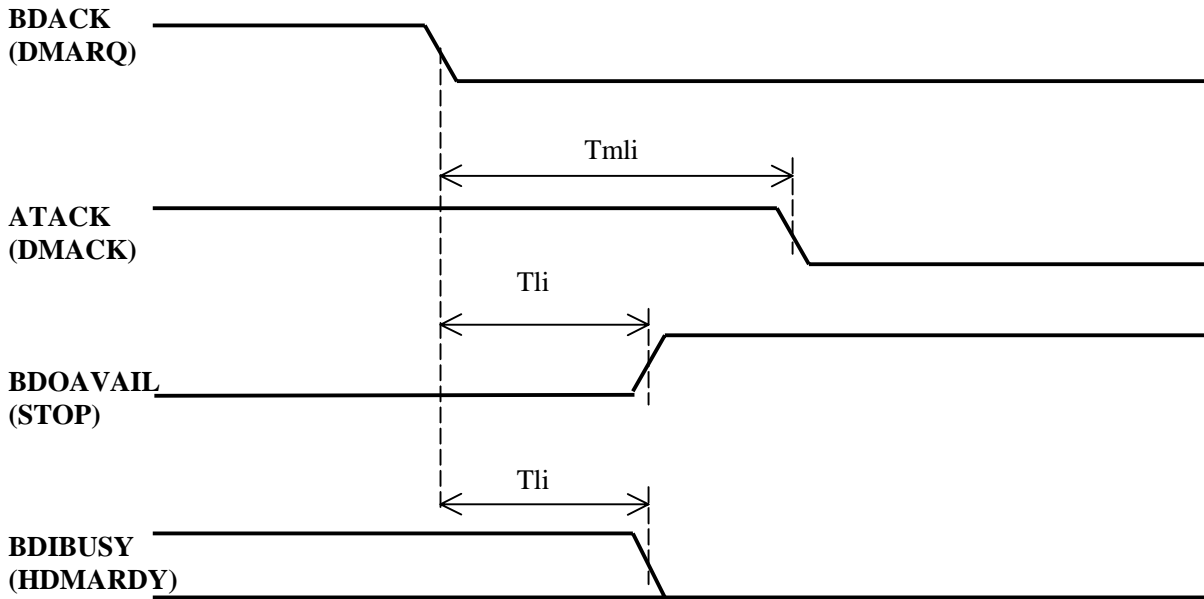 BDACK
(DMARQ)
Tmli
ATACK
(DMACK)
Tli
BDOAVAIL
(STOP)
Tli
BDIBUSY
(HDMARDY)